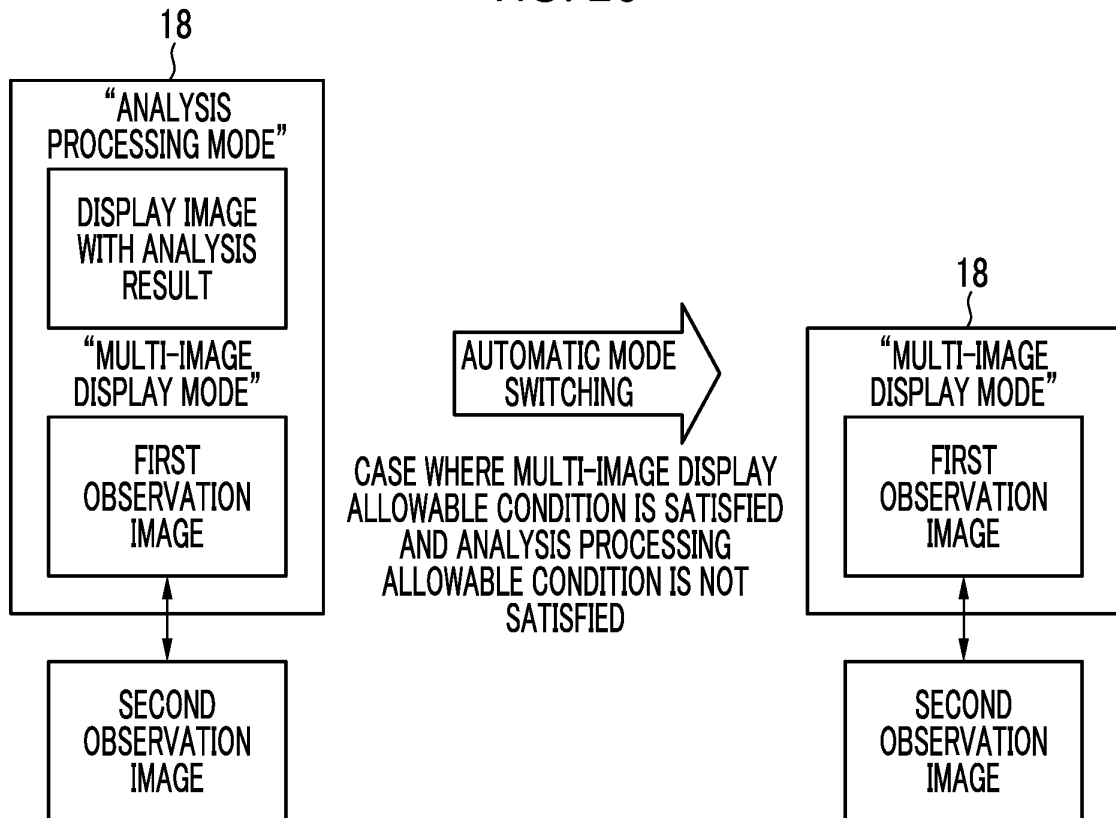 18
“ANALYSIS
PROCESSING MODE”
DISPLAY IMAGE
WITH ANALYSIS
RESULT
“MULTI-IMAGE
DISPLAY MODE”
FIRST
OBSERVATION
IMAGE
SECOND
OBSERVATION
IMAGE
AUTOMATIC MODE
SWITCHING
CASE WHERE MULTI-IMAGE DISPLAY
ALLOWABLE CONDITION IS SATISFIED
AND ANALYSIS PROCESSING
ALLOWABLE CONDITION IS NOT
SATISFIED
18
“MULTI-IMAGE
DISPLAY MODE”
FIRST
OBSERVATION
IMAGE
SECOND
OBSERVATION
IMAGE